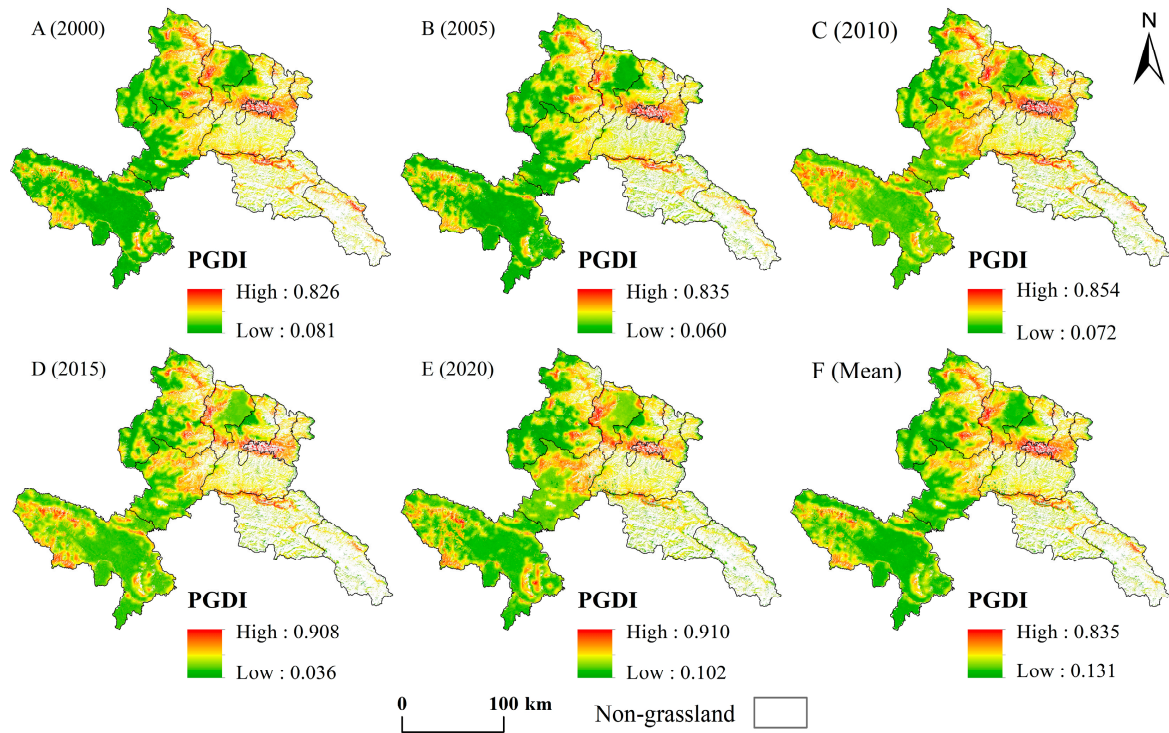 A (2000)
B (2005)
C (2010)
N
PGDI
High : 0.826
Low : 0.081
PGDI
High : 0.835
Low : 0.060
PGDI
High : 0.854
Low : 0.072
D (2015)
E (2020)
F (Mean)
PGDI
High : 0.908
Low : 0.036
PGDI
High : 0.910
Low : 0.102
PGDI
High : 0.835
Low : 0.131
0 100 km
Non-grassland